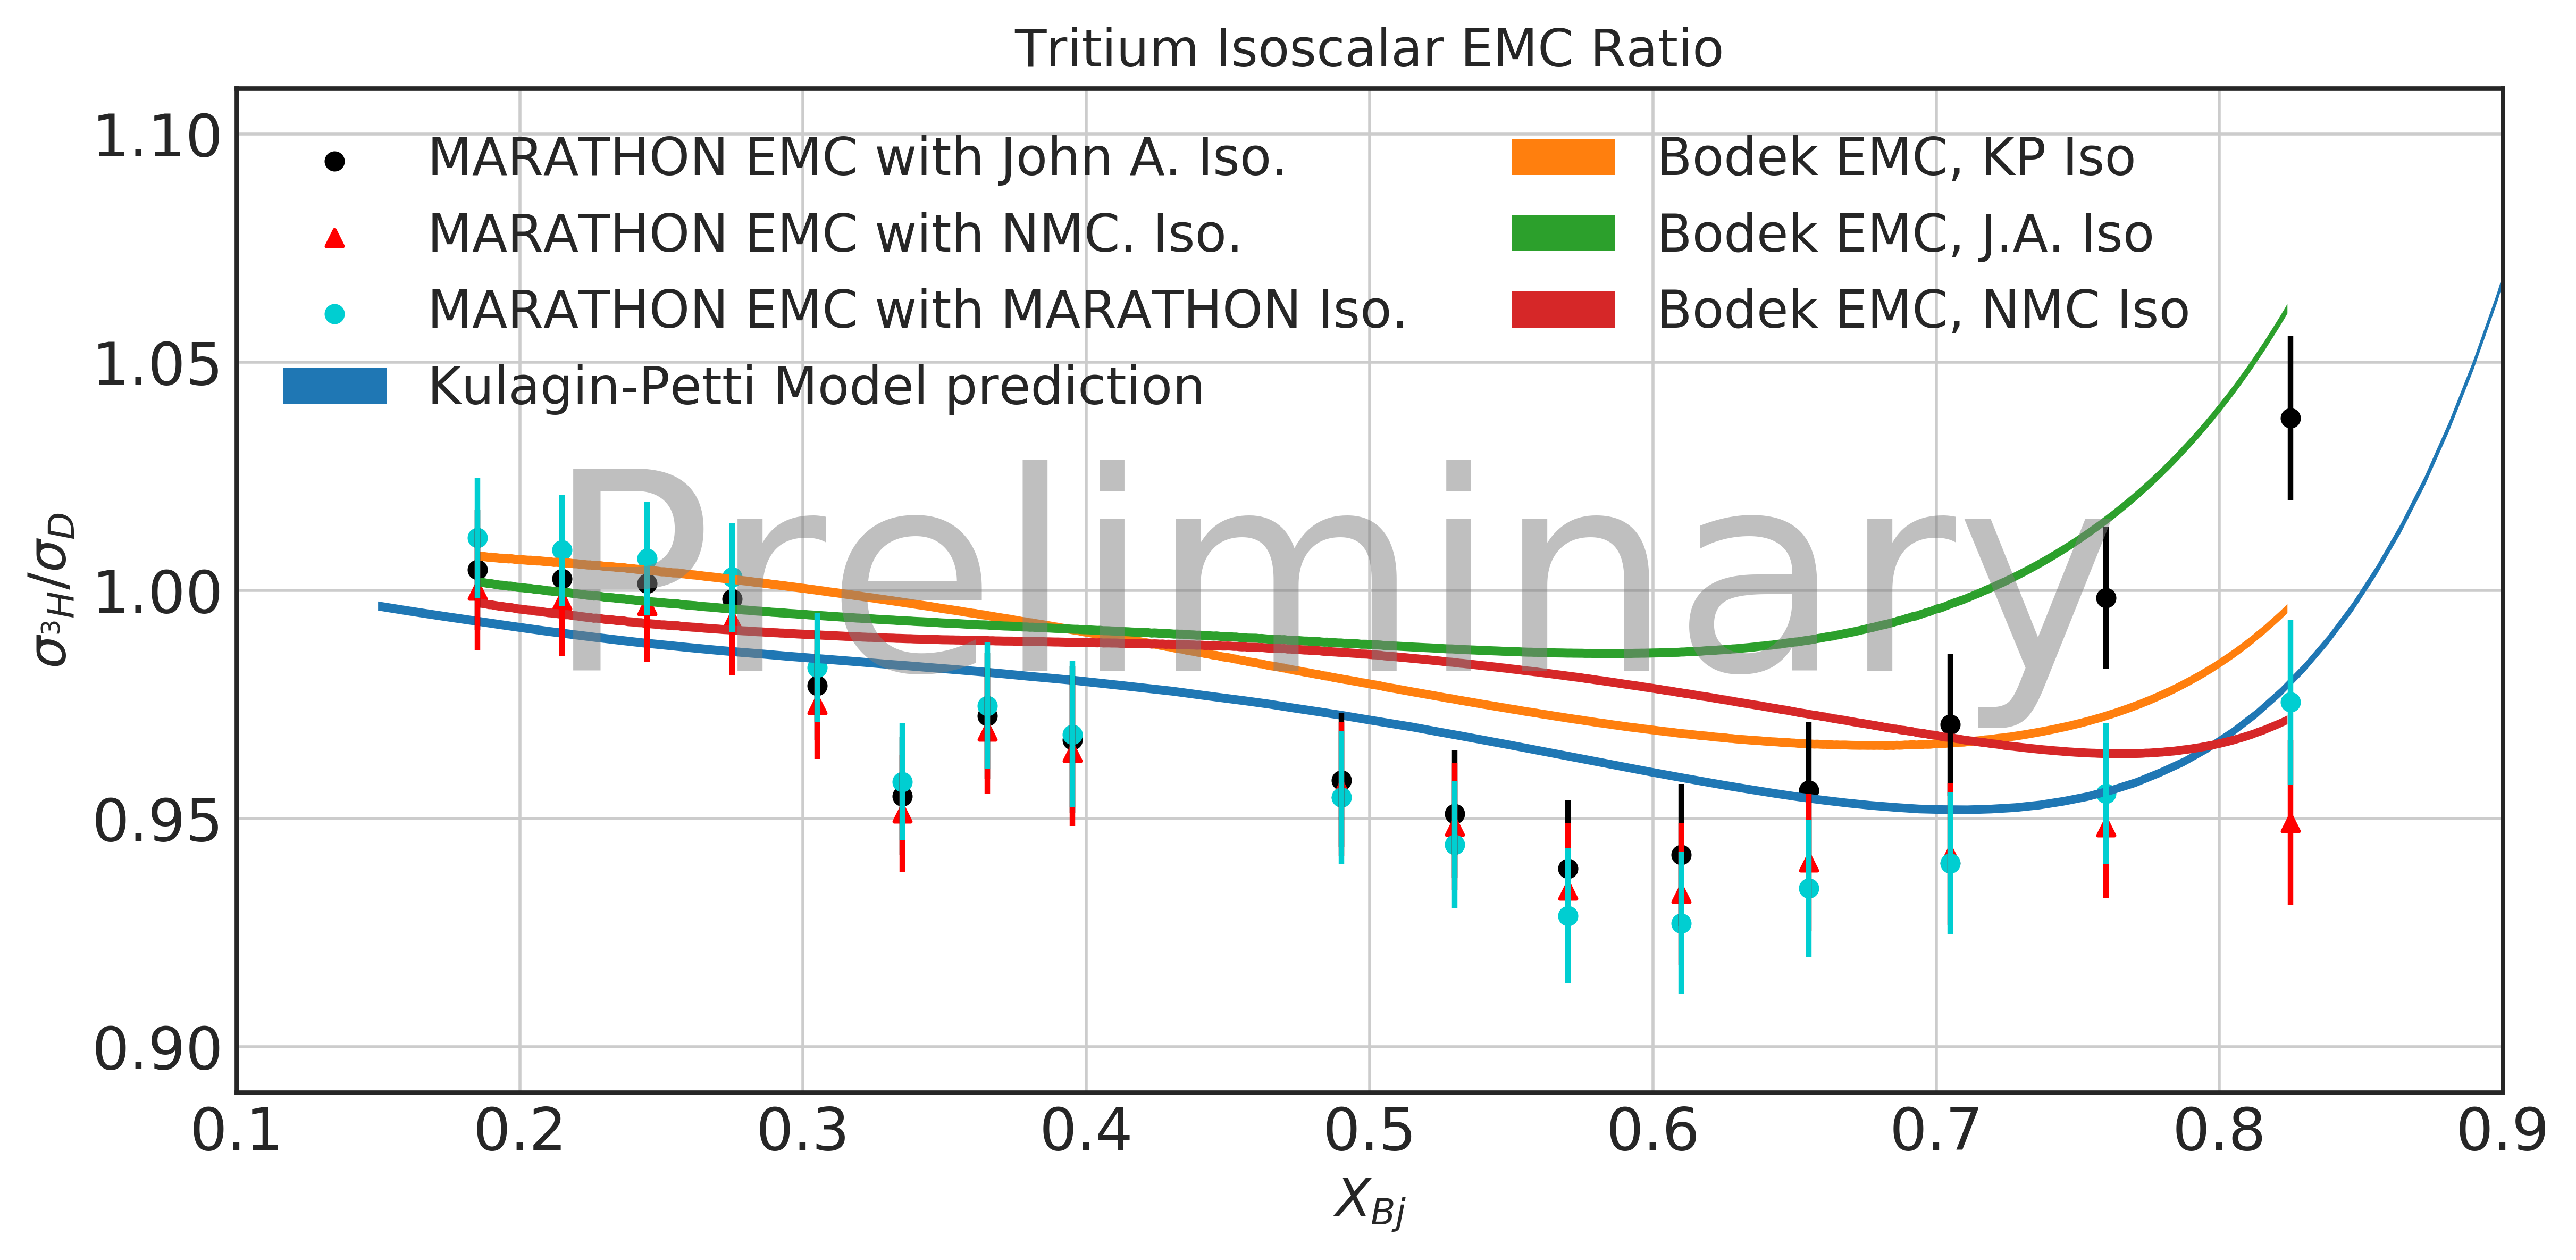 Tritium Isoscalar EMC Ratio
1.10
1.05
1.00
0.95
0.90
σ³H/σD
MARATHON EMC with John A. Iso.
MARATHON EMC with NMC. Iso.
MARATHON EMC with MARATHON Iso.
Kulagin-Petti Model prediction
Bodek EMC, KP Iso
Bodek EMC, J.A. Iso
Bodek EMC, NMC Iso
Preliminary
0.1 0.2 0.3 0.4 0.5 0.6 0.7 0.8 0.9
XBj